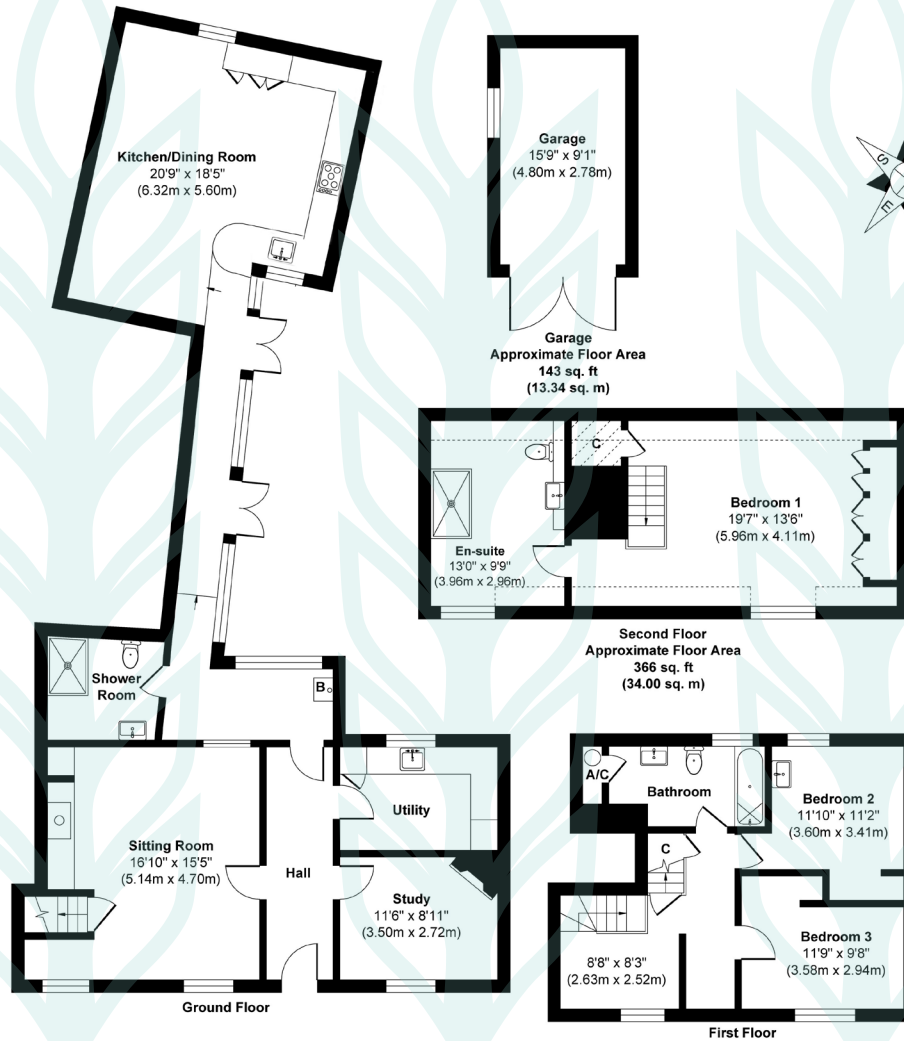 Kitchen/Dining Room
20'9" x 18'5"
(6.32m x 5.60m)
Garage
15'9" x 9'1"
(4.80m x 2.78m)
S
E
Garage
Approximate Floor Area
143 sq. ft
(13.34 sq. m)
C
Bedroom 1
19'7" x 13'6"
(5.96m x 4.11m)
En-suite
13'0" x 9'9"
(3.96m x 2.96m)
Second Floor
Approximate Floor Area
366 sq. ft
(34.00 sq. m)
Shower
Room
B
Utility
Sitting Room
16'10" x 15'5"
(5.14m x 4.70m)
Hall
Study
11'6" x 8'11"
(3.50m x 2.72m)
Ground Floor
A/C
Bathroom
Bedroom 2
11'10" x 11'2"
(3.60m x 3.41m)
C
8'8" x 8'3"
(2.63m x 2.52m)
Bedroom 3
11'9" x 9'8"
(3.58m x 2.94m)
First Floor